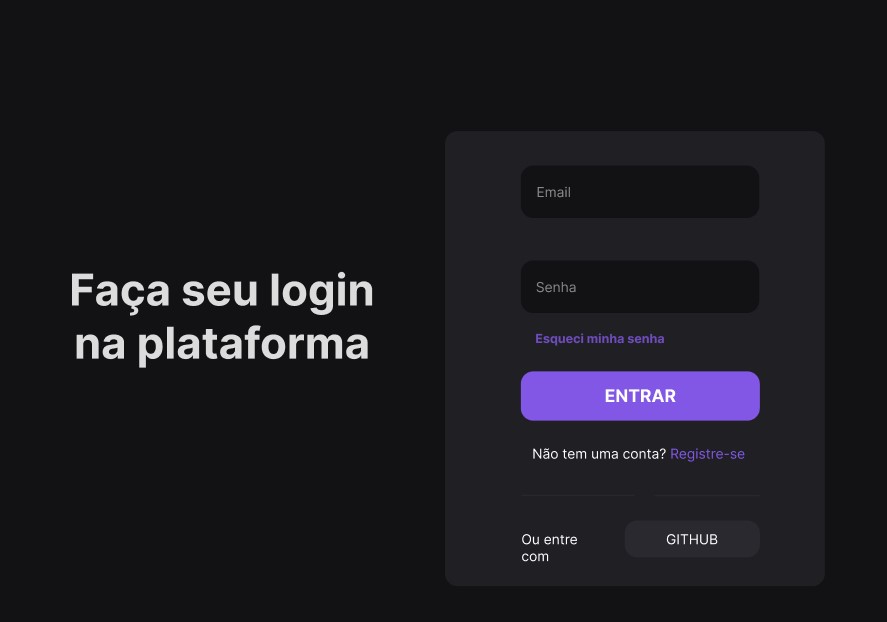 Faça seu login
na plataforma
Email
Senha
Esqueci minha senha
ENTRAR
Não tem uma conta? Registre-se
Ou entre
com
GITHUB